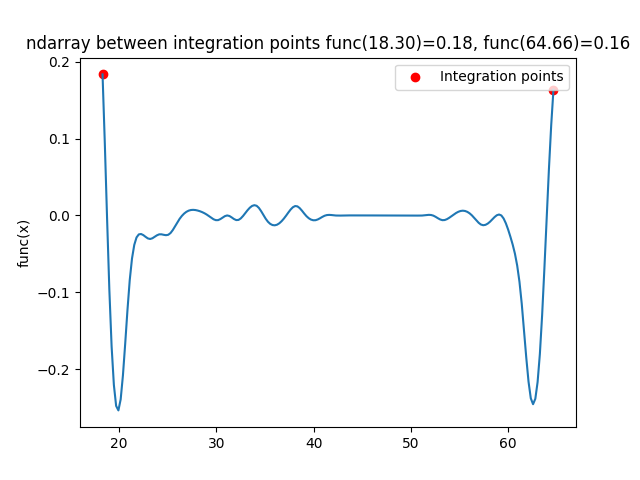 ndarray between integration points func(18.30)=0.18, func(64.66)=0.16
Integration points
func(x)
0.2
0.1
0.0
−0.1
−0.2
20 30 40 50 60